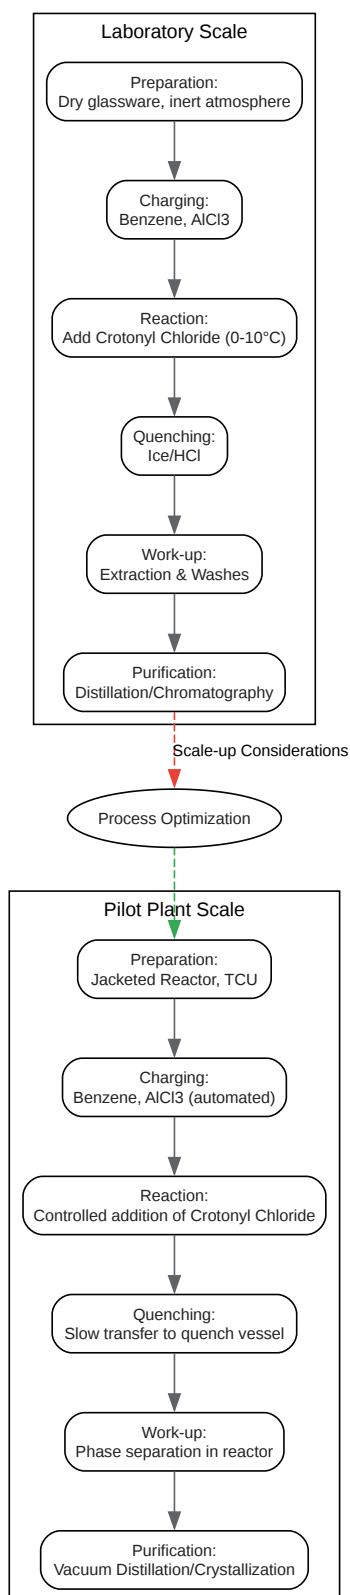 Laboratory Scale
Preparation:
Dry glassware, inert atmosphere
Charging:
Benzene, AlCl3
Reaction:
Add Crotonyl Chloride (0-10°C)
Quenching:
Ice/HCl
Work-up:
Extraction & Washes
Purification:
Distillation/Chromatography
Scale-up Considerations
Process Optimization
Pilot Plant Scale
Preparation:
Jacketed Reactor, TCU
Charging:
Benzene, AlCl3 (automated)
Reaction:
Controlled addition of Crotonyl Chloride
Quenching:
Slow transfer to quench vessel
Work-up:
Phase separation in reactor
Purification:
Vacuum Distillation/Crystallization